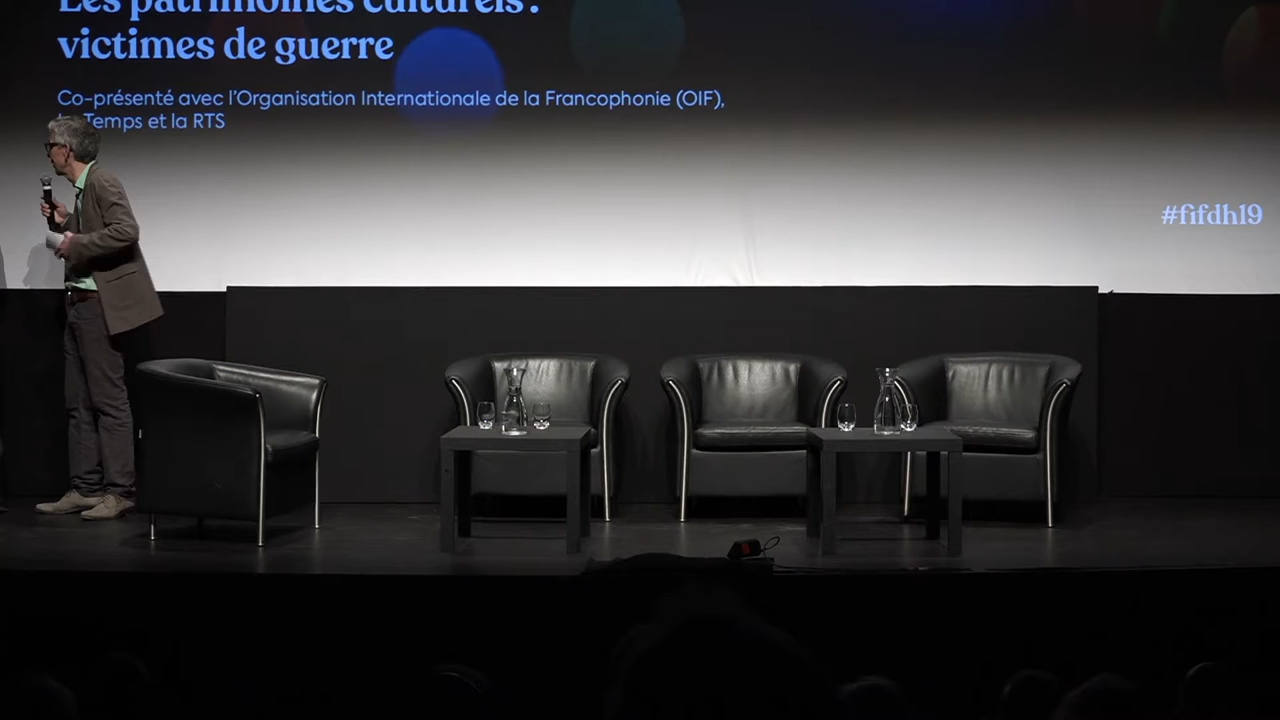 Les patrimoines culturels :
victimes de guerre
Co-présenté avec l'Organisation Internationale de la Francophonie (OIF),
Temps et la RTS
#fifdh19